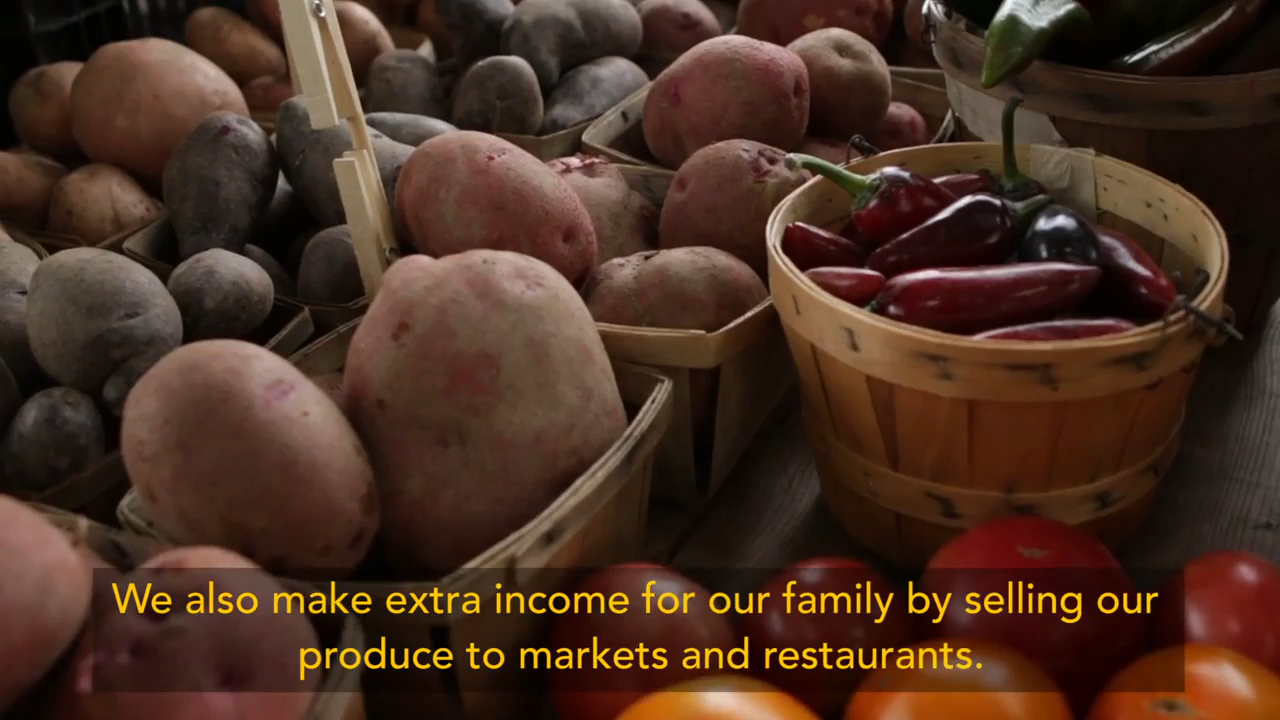 We also make extra income for our family by selling our
produce to markets and restaurants.